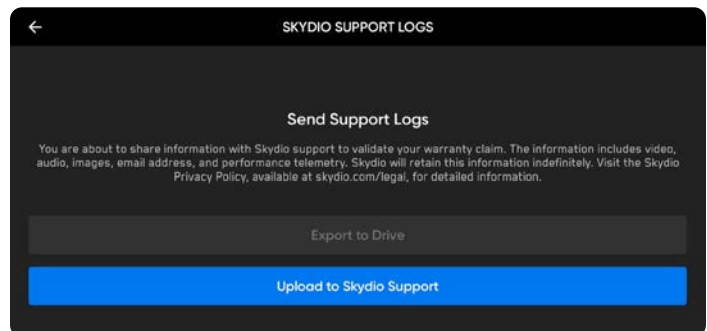 SKYDIO SUPPORT LOGS
Send Support Logs
You are about to share information with Skydio support to validate your warranty claim. The information includes video,
audio, images, email address, and performance telemetry. Skydio will retain this information indefinitely. Visit the Skydio
Privacy Policy, available at skydio.com/legal, for detailed information.
Export to Drive
Upload to Skydio Support